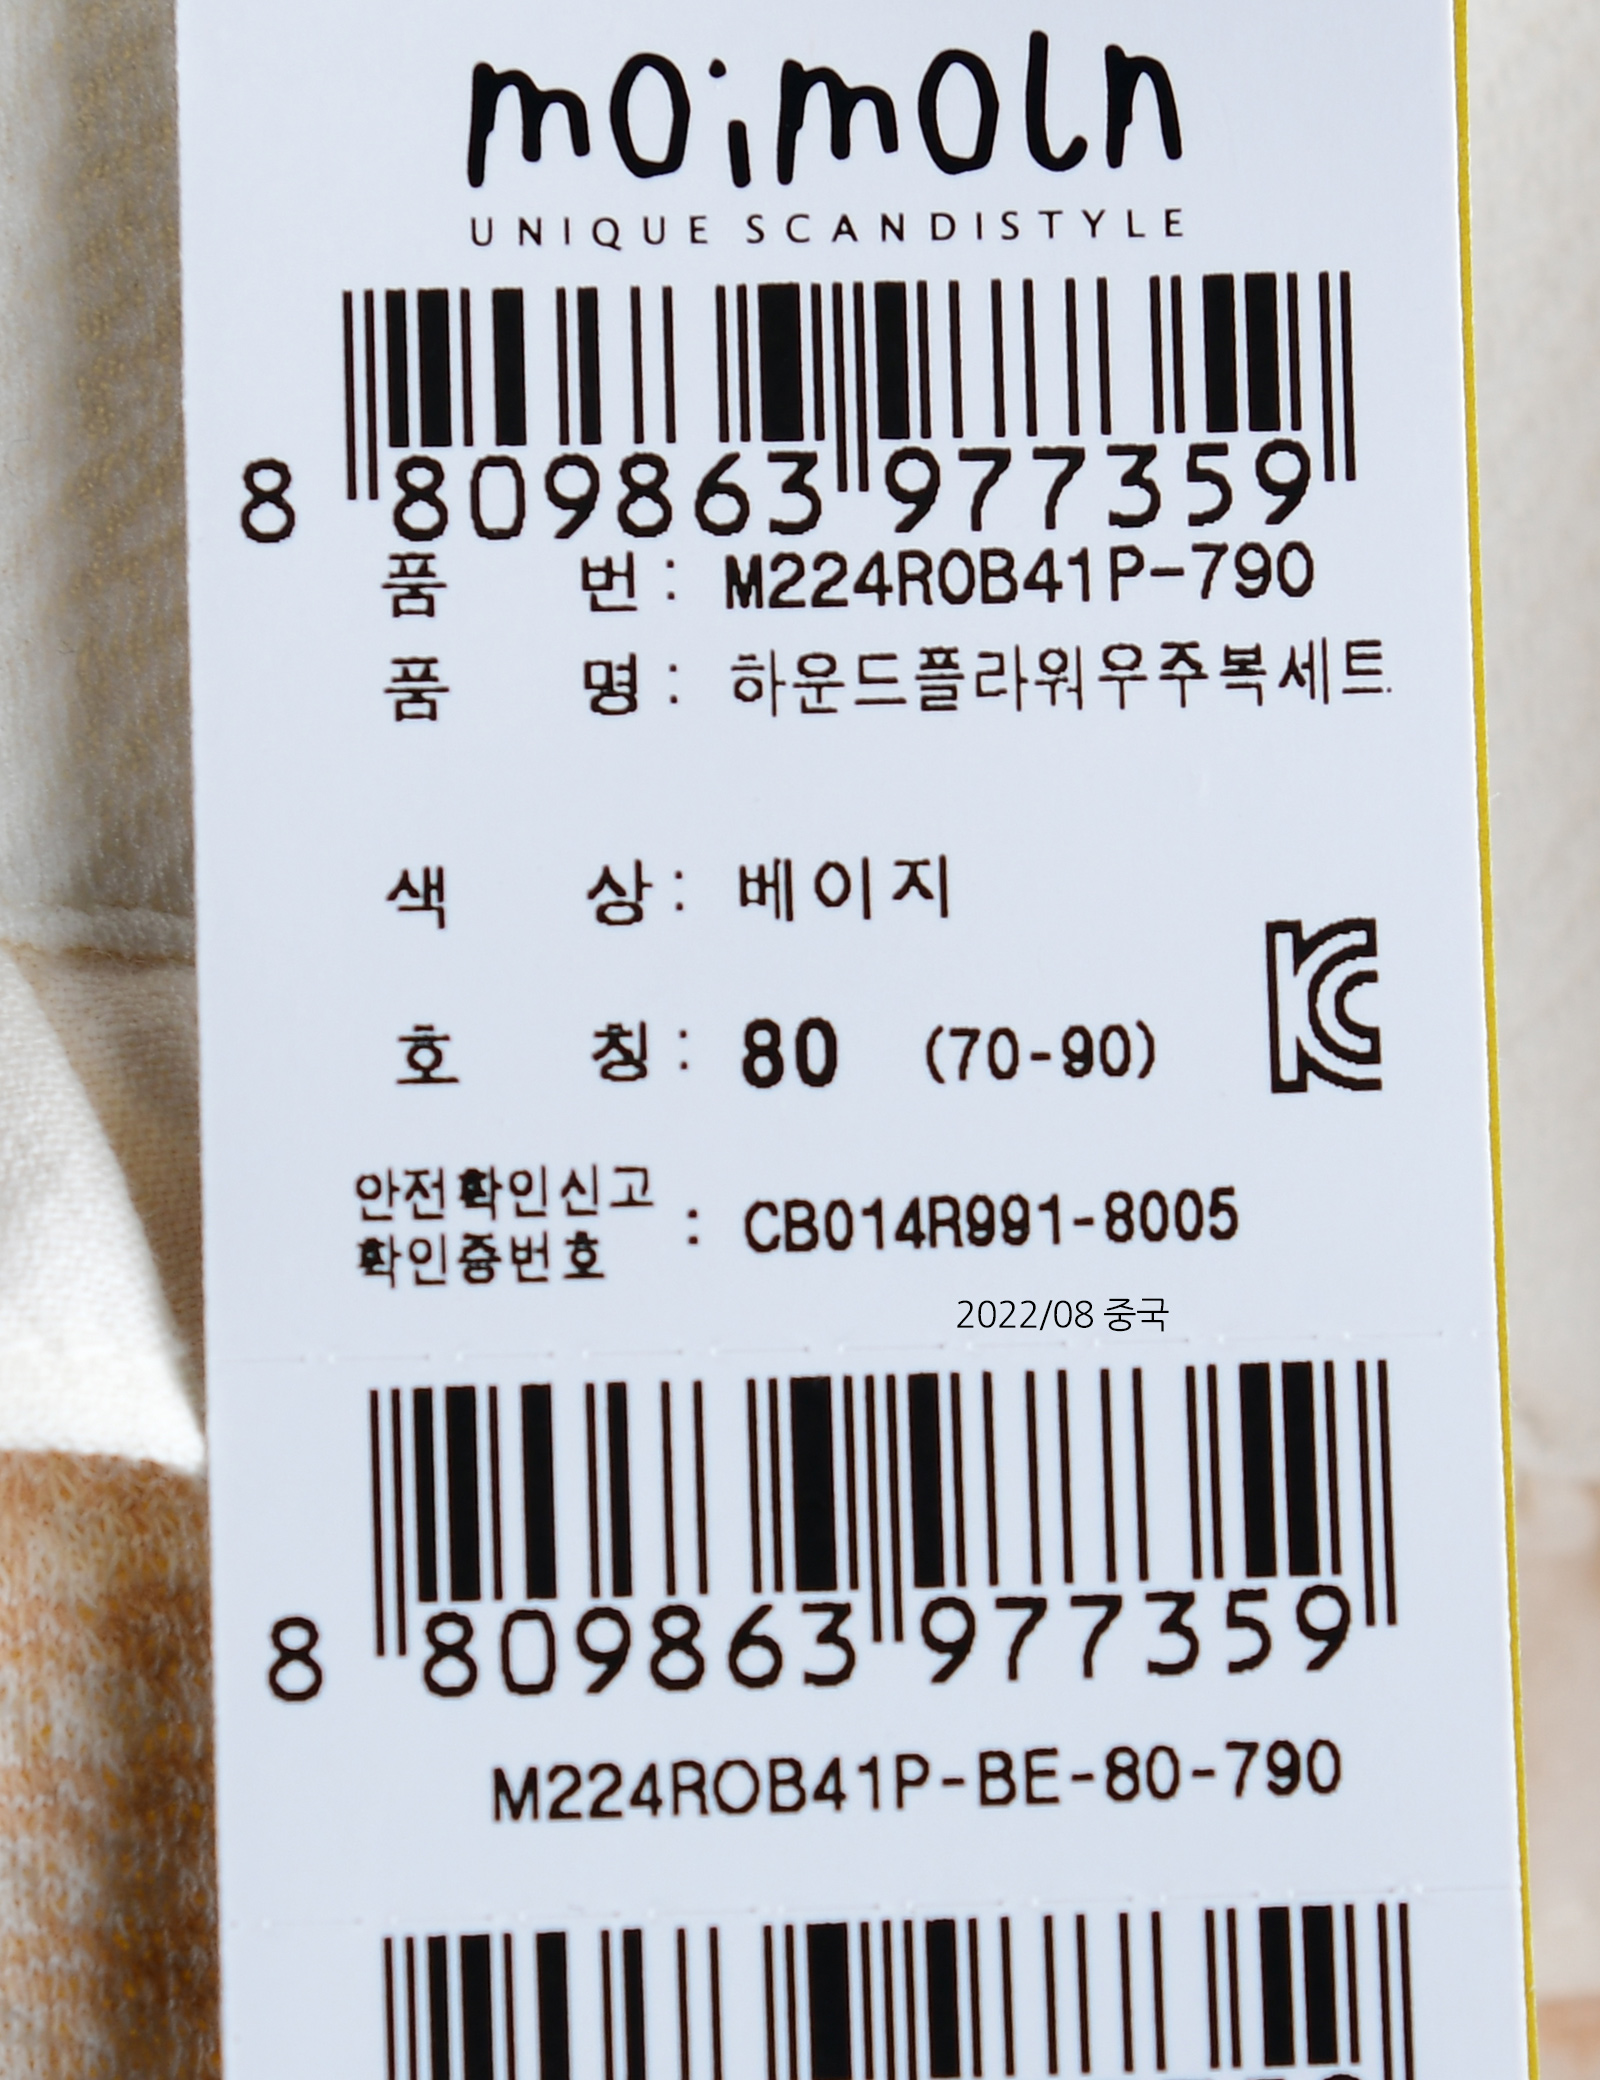 moimoln
UNIQUE SCANDISTYLE
8 809863 977359
품 번 : M224ROB41P-790
품 명 : 하운드플라워우주복세트
색 상 : 베이지
호 칭 : 80 (70-90)
안전확인신고
확인증번호 : CB014R991-8005
2022/08 중국
8 809863 977359
M224ROB41P-BE-80-790